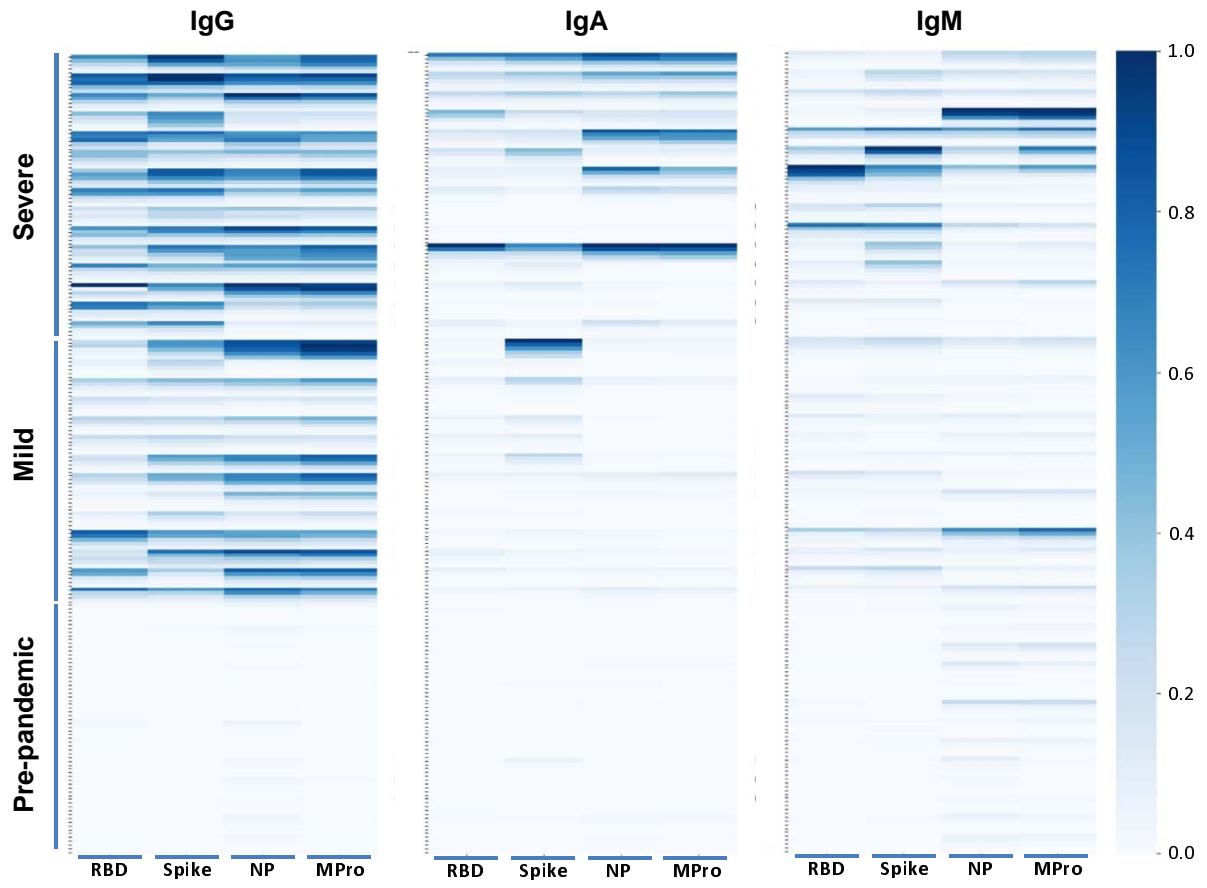 IgG IgA IgM
Severe
Mild
Pre-pandemic
1.0
0.8
0.6
0.4
0.2
0.0
RBD Spike NP MPro RBD Spike NP MPro RBD Spike NP MPro